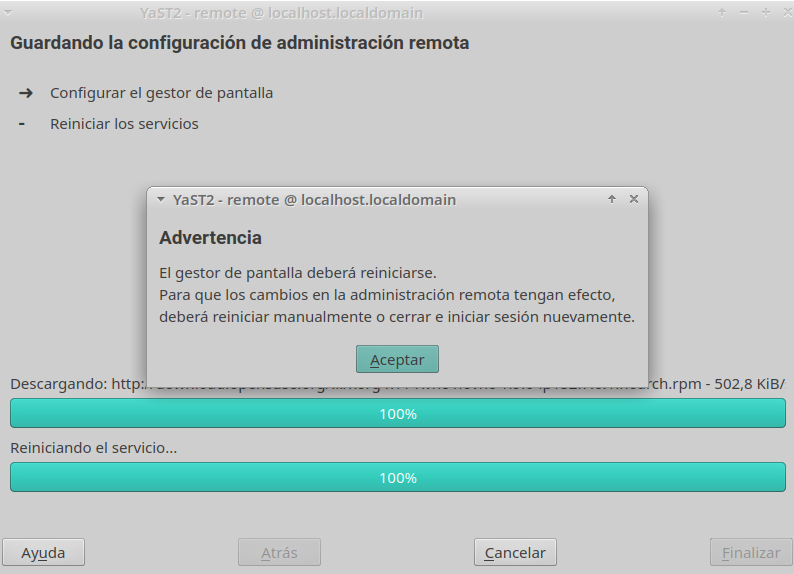 YaST2 - remote @ localhost.localdomain
Guardando la configuración de administración remota
➔ Configurar el gestor de pantalla
- Reiniciar los servicios
YaST2 - remote @ localhost.localdomain
Advertencia
El gestor de pantalla deberá reiniciarse.
Para que los cambios en la administración remota tengan efecto,
deberá reiniciar manualmente o cerrar e iniciar sesión nuevamente.
Aceptar
Descargando: - 502,8 KiB/
100%
Reiniciando el servicio...
100%
Ayuda Atrás Cancelar Finalizar